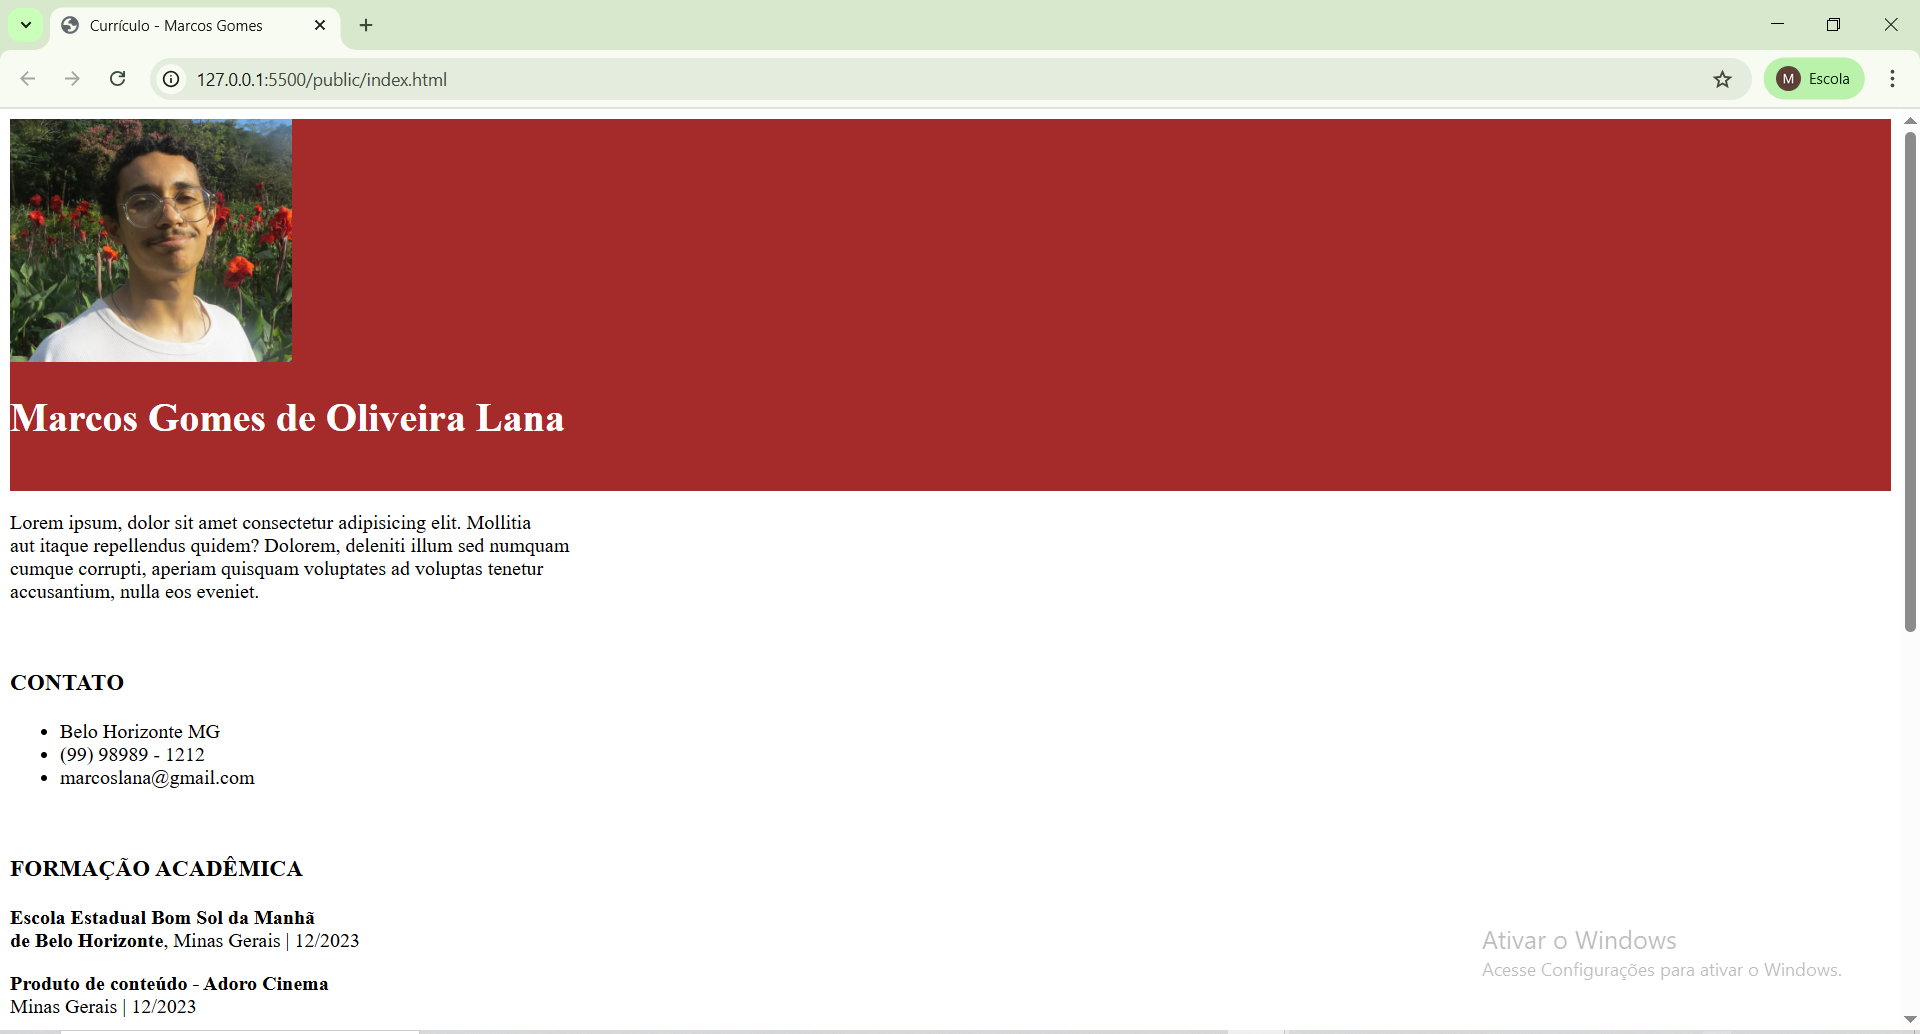 Currículo - Marcos Gomes
127.0.0.1:5500/public/index.html
M Escola
Marcos Gomes de Oliveira Lana
Lorem ipsum, dolor sit amet consectetur adipisicing elit. Mollitia
aut itaque repellendus quidem? Dolorem, deleniti illum sed numquam
cumque corrupti, aperiam quisquam voluptates ad voluptas tenetur
accusantium, nulla eos eveniet.
CONTATO
• Belo Horizonte MG
• (99) 98989 - 1212
• marcoslana@gmail.com
FORMAÇÃO ACADÊMICA
Escola Estadual Bom Sol da Manhã
de Belo Horizonte, Minas Gerais | 12/2023
Produto de conteúdo - Adoro Cinema
Minas Gerais | 12/2023
Ativar o Windows
Acesse Configurações para ativar o Windows.